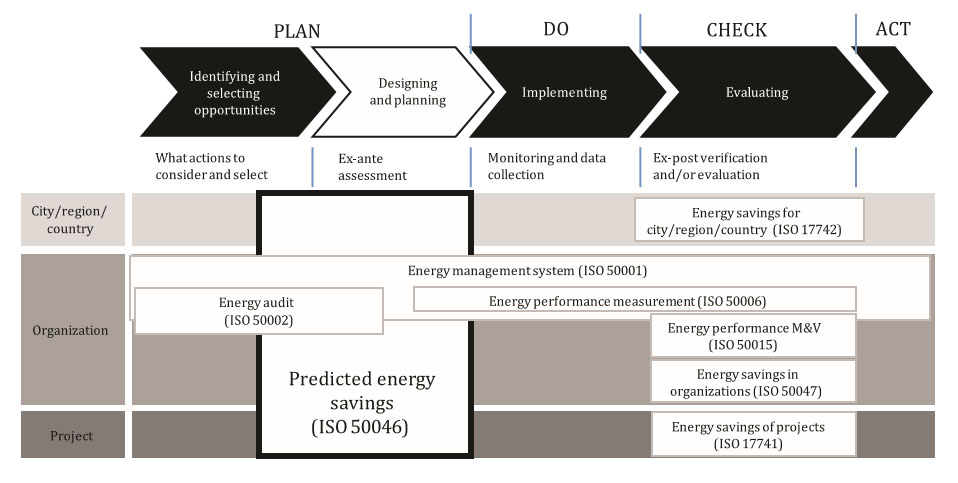 PLAN
DO
CHECK
ACT
Identifying and
selecting
opportunities
Designing
and planning
Implementing
Evaluating
What actions to
consider and select
Ex-ante
assessment
Monitoring and data
collection
Ex-post verification
and/or evaluation
City/region/
country
Energy savings for
city/region/country (ISO 17742)
Organization
Energy management system (ISO 50001)
Energy audit
(ISO 50002)
Energy performance measurement (ISO 50006)
Energy performance M&V
(ISO 50015)
Energy savings in
organizations (ISO 50047)
Predicted energy
savings
(ISO 50046)
Project
Energy savings of projects
(ISO 17741)